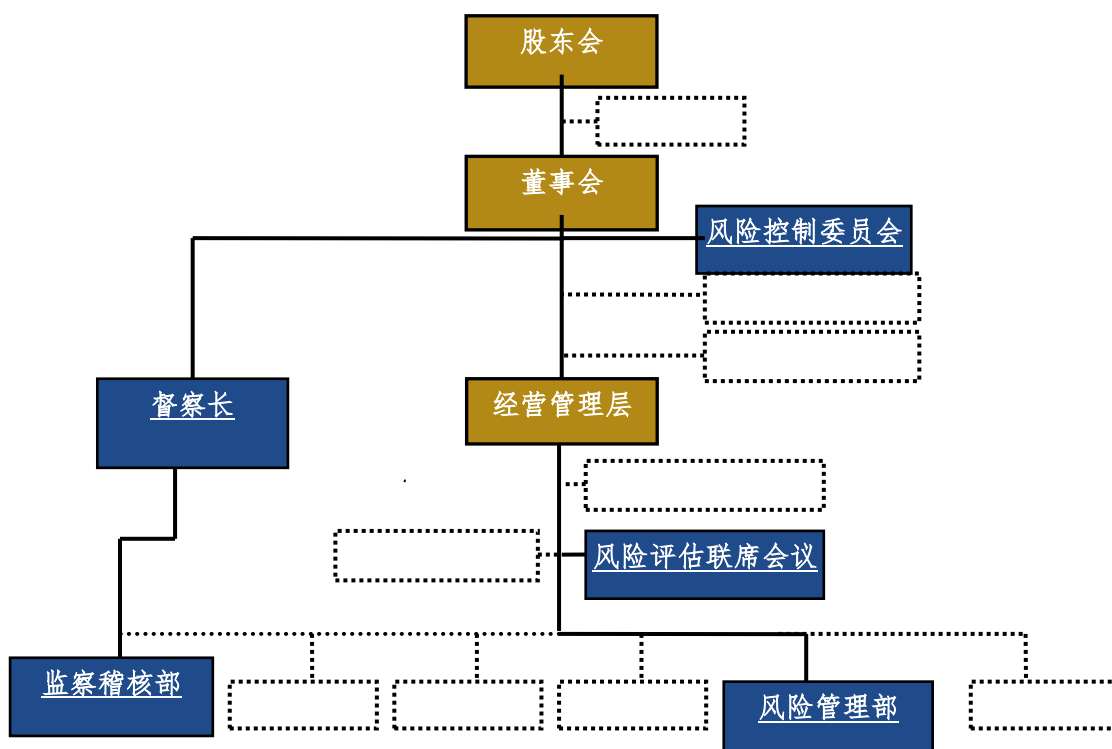 股东会
董事会
风险控制委员会
督察长
经营管理层
风险评估联席会议
监察稽核部
风险管理部